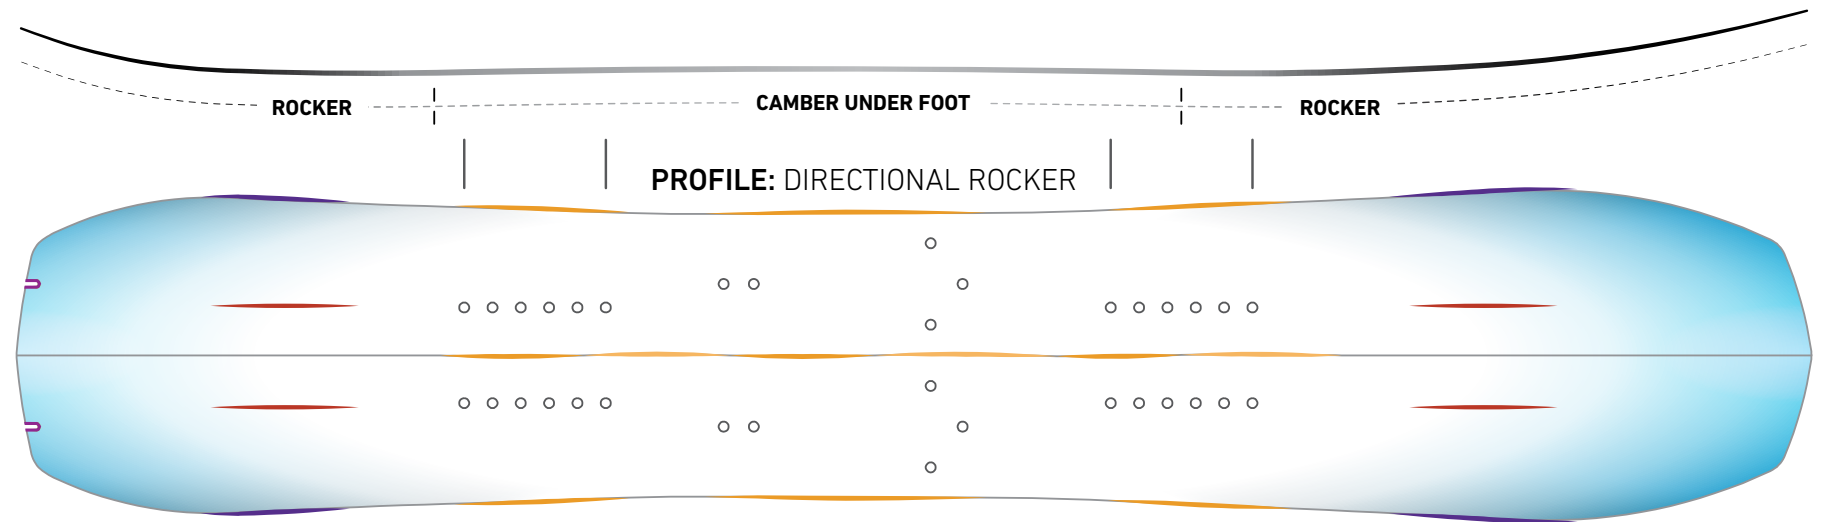 ROCKER
CAMBER UNDER FOOT
ROCKER
PROFILE: DIRECTIONAL ROCKER